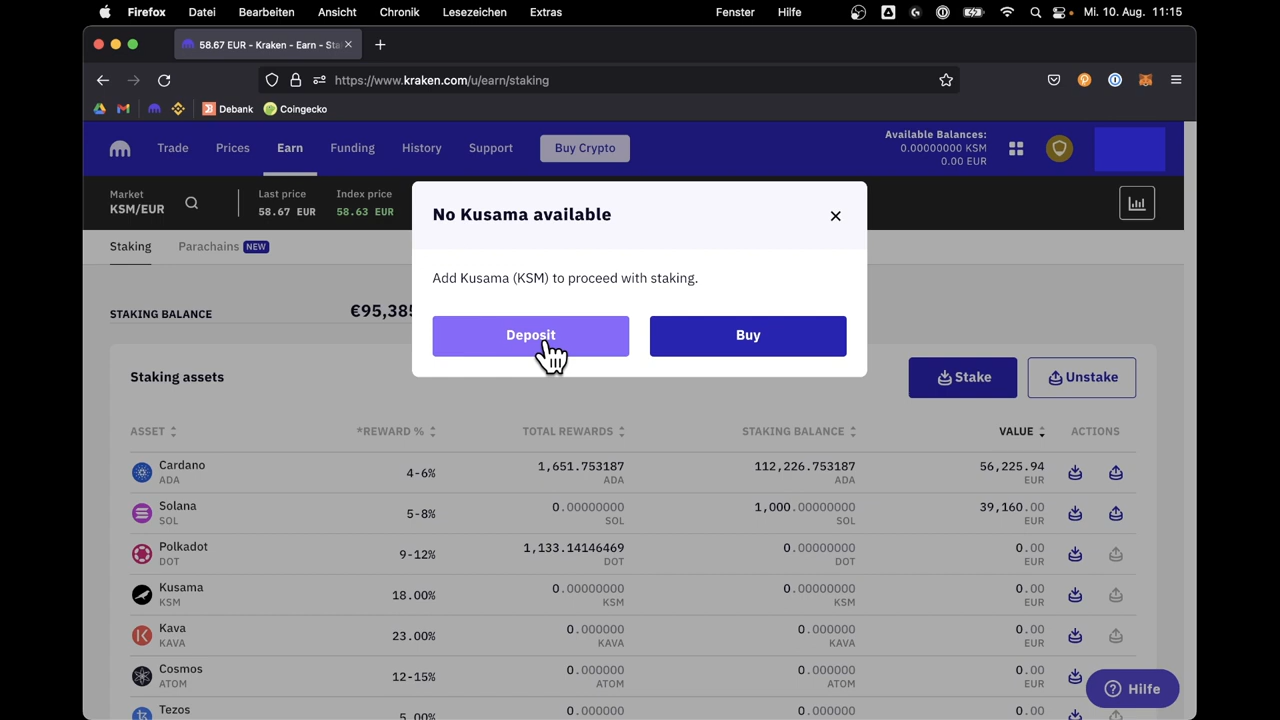 Firefox Datei Bearbeiten Ansicht Chronik Lesezeichen Extras Fenster Hilfe Mi. 10. Aug. 11:15
58.67 EUR - Kraken - Earn - Sta
https://www.kraken.com/u/earn/staking
Debank Coingecko
Trade Prices Earn Funding History Support Buy Crypto
Available Balances:
0.00000000 KSM
0.00 EUR
Market
KSM/EUR
Last price
58.67 EUR
Index price
58.63 EUR
Staking Parachains NEW
No Kusama available
Add Kusama (KSM) to proceed with staking.
Deposit Buy
STAKING BALANCE €95,385
Staking assets Stake Unstake
ASSET *REWARD % TOTAL REWARDS STAKING BALANCE VALUE ACTIONS
Cardano 4-6% 1,651.753187 112,226.753187 56,225.94
ADA ADA ADA EUR
Solana 5-8% 0.00000000 1,000.00000000 39,160.00
SOL SOL SOL EUR
Polkadot 9-12% 1,133.14146469 0.00000000 0.00
DOT DOT DOT EUR
Kusama 18.00% 0.00000000 0.00000000 0.00
KSM KSM KSM EUR
Kava 23.00% 0.000000 0.000000 0.00
KAVA KAVA KAVA EUR
Cosmos 12-15% 0.000000 0.000000 0.00
ATOM ATOM ATOM EUR
Tezos 5.00% 0.000000 0.000000 0.00
Hilfe